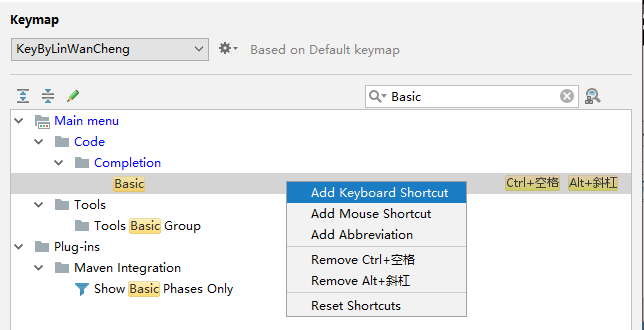 Keymap
KeyByLinWanCheng
Based on Default keymap
Basic
Main menu
Code
Completion
Basic
Ctrl+空格 Alt+斜杠
Add Keyboard Shortcut
Add Mouse Shortcut
Add Abbreviation
Remove Ctrl+空格
Remove Alt+斜杠
Reset Shortcuts
Tools
Tools Basic Group
Plug-ins
Maven Integration
Show Basic Phases Only